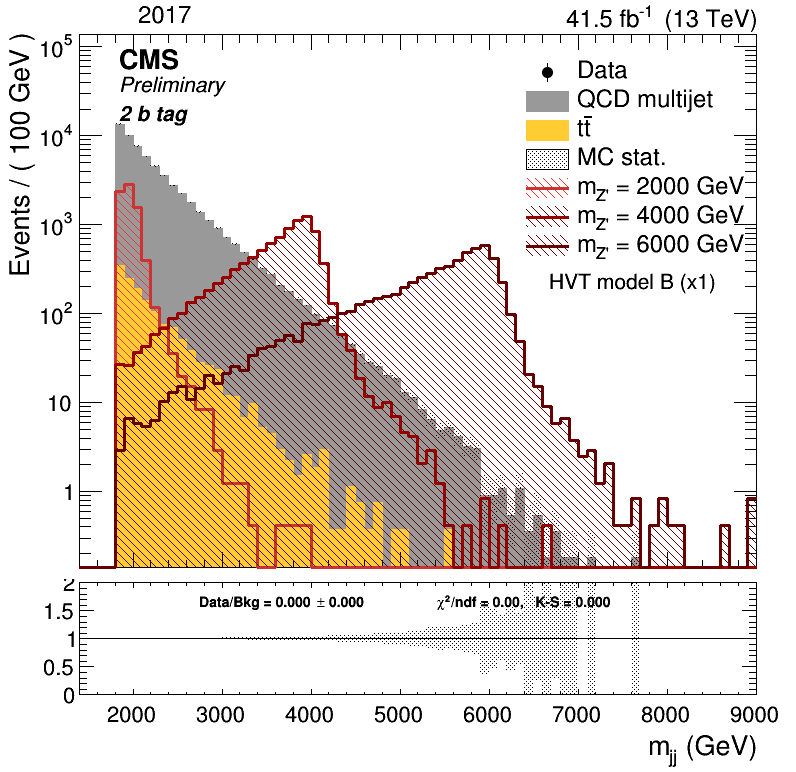 2017 41.5 fb⁻¹ (13 TeV)
CMS
Preliminary
2 b tag
Data
QCD multijet
tt̄
MC stat.
m_Z' = 2000 GeV
m_Z' = 4000 GeV
m_Z' = 6000 GeV
HVT model B (x1)
Events / ( 100 GeV )
10⁵
10⁴
10³
10²
10
1
Data/Bkg = 0.000 ± 0.000 χ²/ndf = 0.00, K-S = 0.000
2
1.5
1
0.5
0
2000 3000 4000 5000 6000 7000 8000 9000
m_jj (GeV)